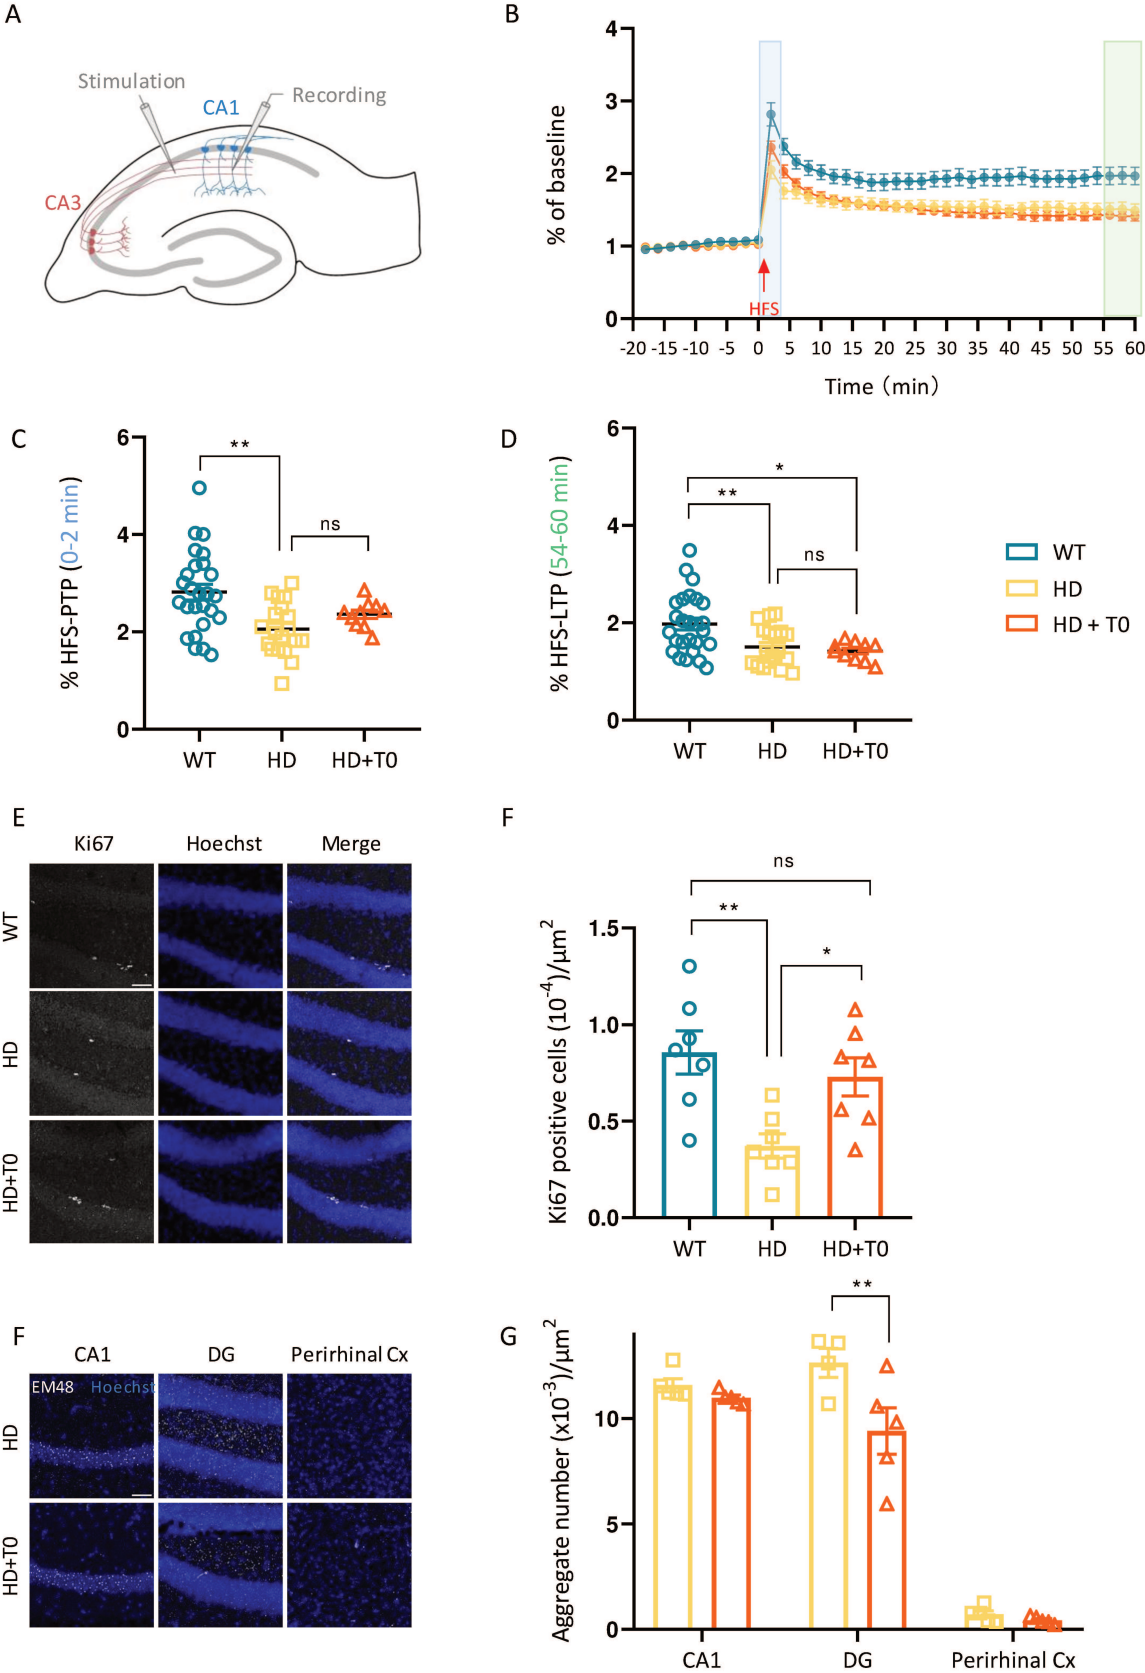 A
Stimulation
CA1
Recording
CA3
B
% of baseline
4
3
2
1
0
HFS
-20 -15 -10 -5 0 5 10 15 20 25 30 35 40 45 50 55 60
Time (min)
C
% HFS-PTP (0-2 min)
6
4
2
0
**
ns
WT HD HD+T0
D
% HFS-LTP (54-60 min)
6
4
2
0
*
**
ns
WT HD HD+T0
WT
HD
HD + T0
E
Ki67 Hoechst Merge
WT
HD
HD+T0
F
Ki67 positive cells (10⁻⁴)/µm²
1.5
1.0
0.5
0.0
ns
**
*
WT HD HD+T0
F
CA1 DG Perirhinal Cx
EM48 Hoechst
HD
HD+T0
G
Aggregate number (x10⁻³)/µm²
10
5
0
**
CA1 DG Perirhinal Cx